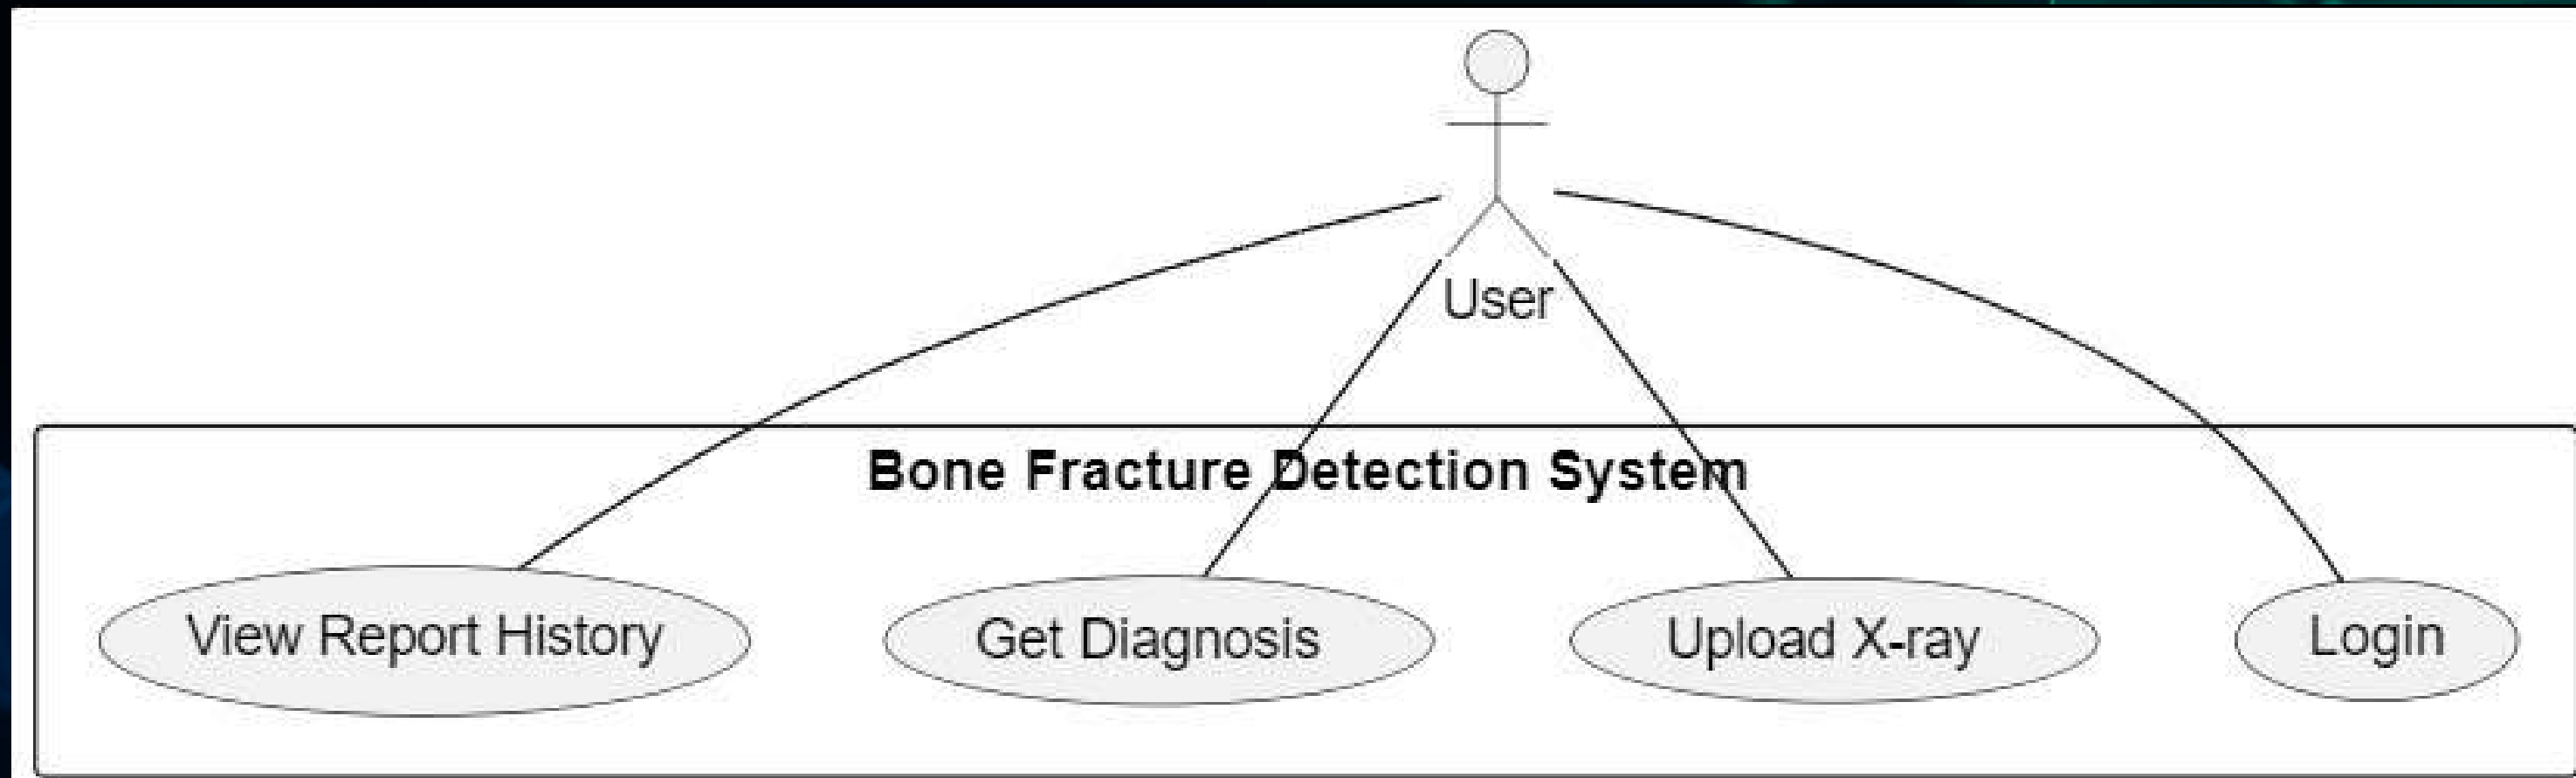 User
Bone Fracture Detection System
View Report History
Get Diagnosis
Upload X-ray
Login